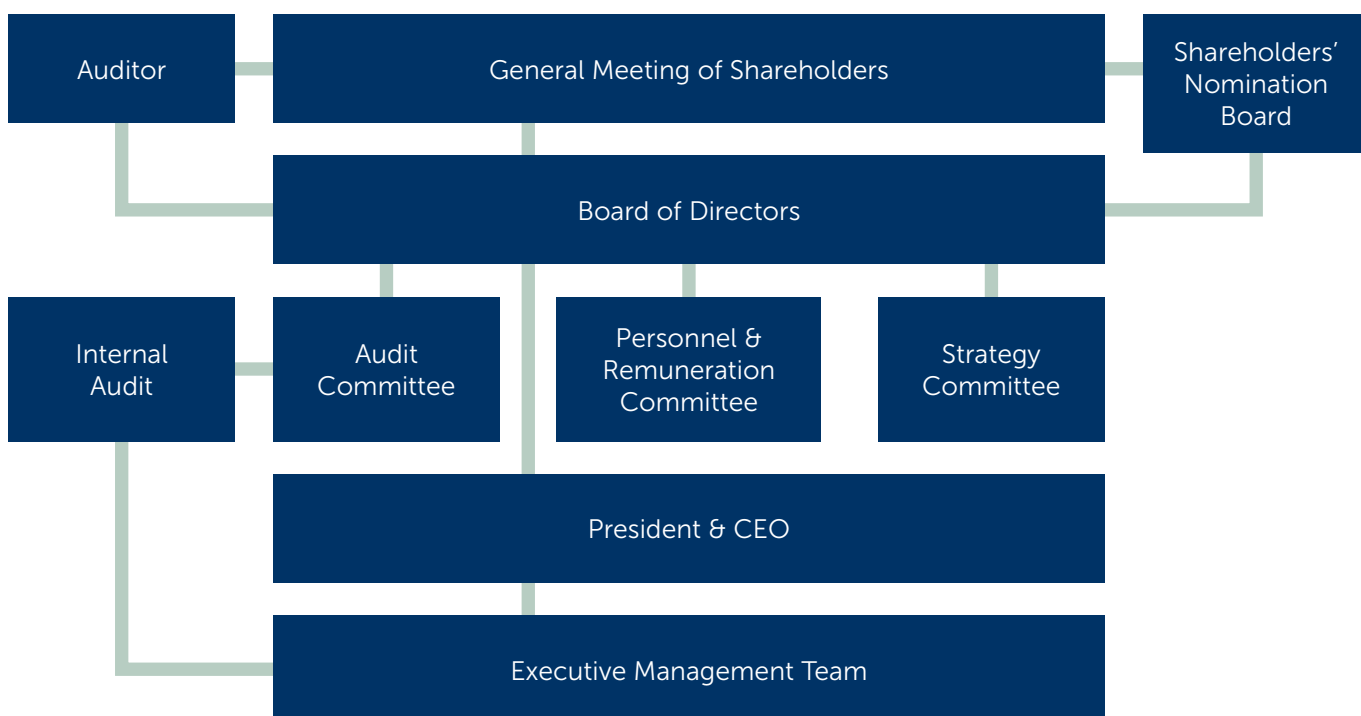 Auditor
General Meeting of Shareholders
Shareholders’
Nomination
Board
Board of Directors
Internal
Audit
Audit
Committee
Personnel &
Remuneration
Committee
Strategy
Committee
President & CEO
Executive Management Team